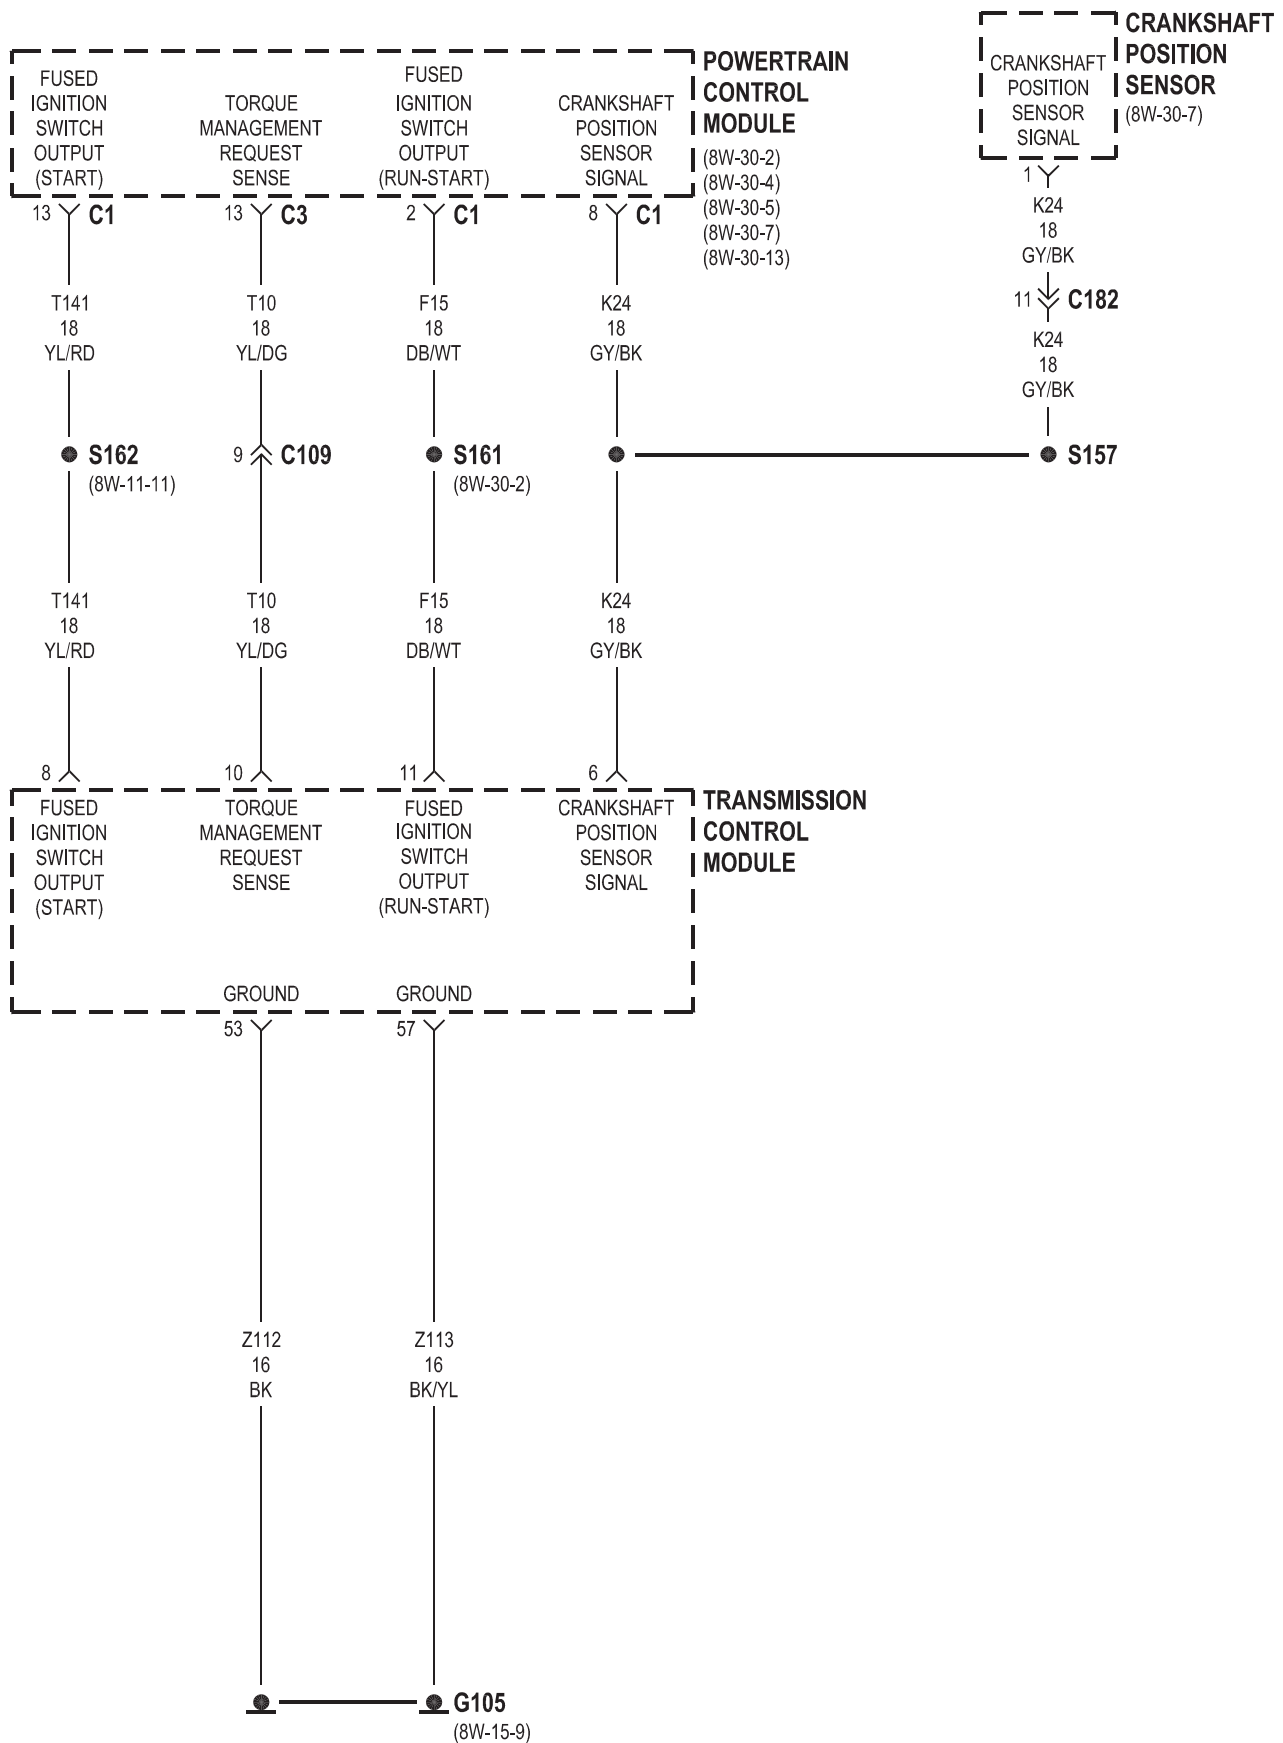 FUSED
IGNITION
SWITCH
OUTPUT
(START)
TORQUE
MANAGEMENT
REQUEST
SENSE
FUSED
IGNITION
SWITCH
OUTPUT
(RUN-START)
CRANKSHAFT
POSITION
SENSOR
SIGNAL
POWERTRAIN
CONTROL
MODULE
(8W-30-2)
(8W-30-4)
(8W-30-5)
(8W-30-7)
(8W-30-13)
CRANKSHAFT
POSITION
SENSOR
SIGNAL
CRANKSHAFT
POSITION
SENSOR
(8W-30-7)
13 C1
13 C3
2 C1
8 C1
1
K24
18
GY/BK
11 C182
K24
18
GY/BK
T141
18
YL/RD
T10
18
YL/DG
F15
18
DB/WT
K24
18
GY/BK
S162
(8W-11-11)
9 C109
S161
(8W-30-2)
S157
T141
18
YL/RD
T10
18
YL/DG
F15
18
DB/WT
K24
18
GY/BK
8
10
11
6
FUSED
IGNITION
SWITCH
OUTPUT
(START)
TORQUE
MANAGEMENT
REQUEST
SENSE
FUSED
IGNITION
SWITCH
OUTPUT
(RUN-START)
CRANKSHAFT
POSITION
SENSOR
SIGNAL
TRANSMISSION
CONTROL
MODULE
GROUND
GROUND
53
57
Z112
16
BK
Z113
16
BK/YL
G105
(8W-15-9)